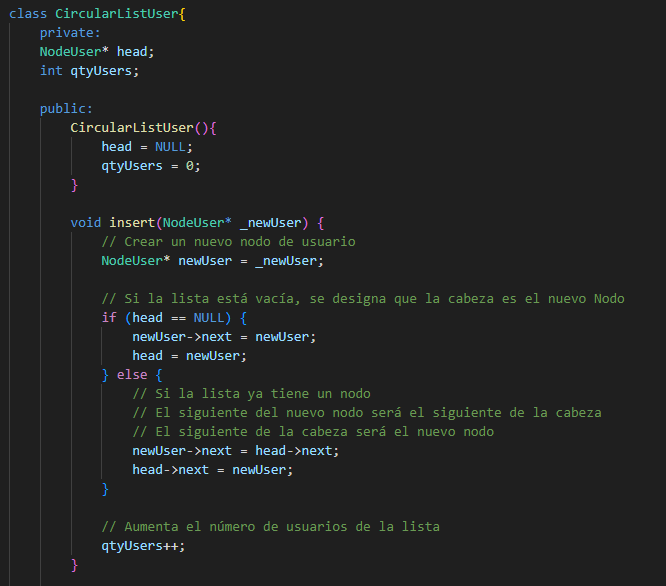 class CircularListUser{
    private:
    NodeUser* head;
    int qtyUsers;

    public:
        CircularListUser(){
            head = NULL;
            qtyUsers = 0;
        }

        void insert(NodeUser* _newUser) {
            // Crear un nuevo nodo de usuario
            NodeUser* newUser = _newUser;

            // Si la lista está vacía, se designa que la cabeza es el nuevo Nodo
            if (head == NULL) {
                newUser->next = newUser;
                head = newUser;
            } else {
                // Si la lista ya tiene un nodo
                // El siguiente del nuevo nodo será el siguiente de la cabeza
                // El siguiente de la cabeza será el nuevo nodo
                newUser->next = head->next;
                head->next = newUser;
            }

            // Aumenta el número de usuarios de la lista
            qtyUsers++;
        }